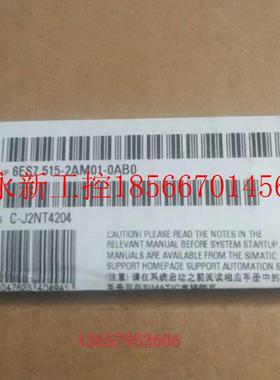 1P 6ES7 515-2AM01-0AB0
永新工控18566701456
S C-J2NT4204
CAUTION! PLEASE READ THE NOTES IN THE
RELEVANT MANUAL BEFORE SYSTEM STARTUP.
MANUALS ARE AVAILABLE FROM THE SIMATIC
SUPPORT HOMEPAGE SUPPORT.AUTOMATION.S
注意!请在系统启动之前阅读相应手册中的
13657953606